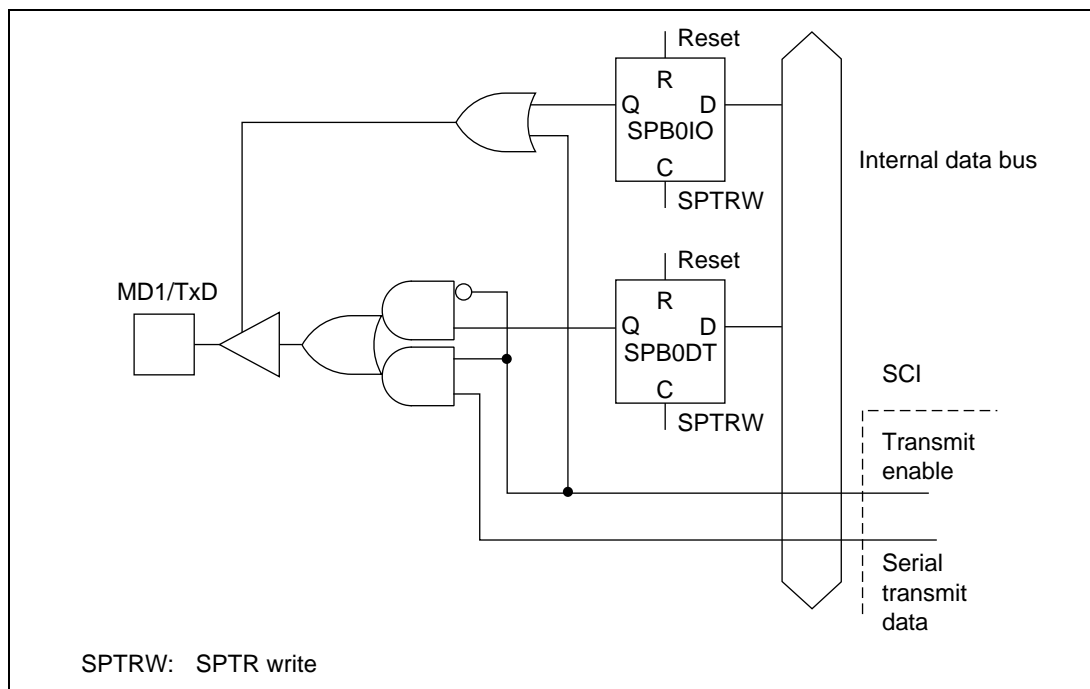 Reset
R
Q D
SPB0IO
C
SPTRW
Internal data bus
Reset
MD1/TxD
R
Q D
SPB0DT
C
SPTRW
SCI
Transmit
enable
Serial
transmit
data
SPTRW: SPTR write